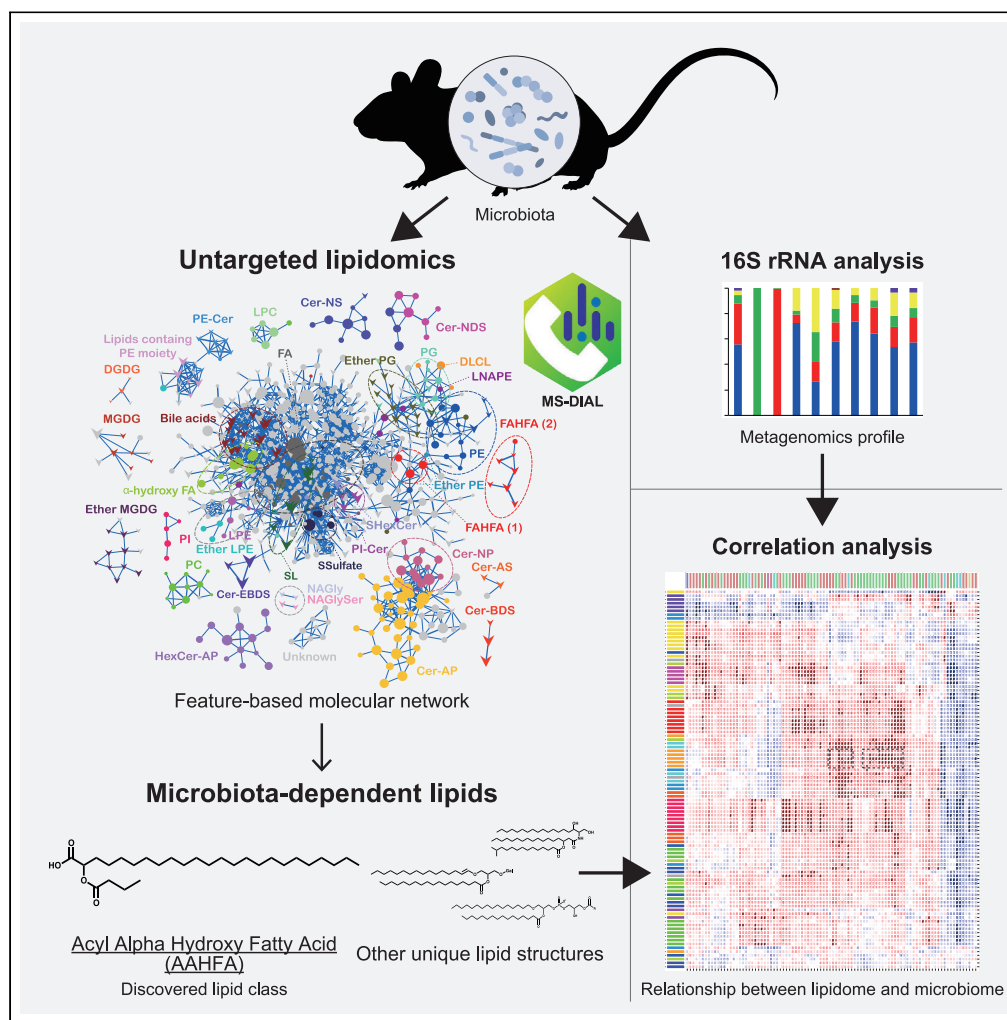 Microbiota
Untargeted lipidomics
16S rRNA analysis
PE-Cer
LPC
Cer-NS
Cer-NDS
Lipids containg
PE moiety
FA
Ether PG
PG
DLCL
LNAPE
MS-DIAL
DGDG
MGDG
Bile acids
FAHFA (2)
PE
α-hydroxy FA
Ether PE
FAHFA (1)
Ether MGDG
PI
LPE
Ether LPE
SHexCer
PI-Cer
Cer-NP
Cer-AS
PC
SL
SSulfate
Cer-EBDS
NAGly
NAGlySer
Cer-BDS
HexCer-AP
Unknown
Cer-AP
Feature-based molecular network
Metagenomics profile
Correlation analysis
Microbiota-dependent lipids
HO
O
O
O
Acyl Alpha Hydroxy Fatty Acid
(AAHFA)
Discovered lipid class
Other unique lipid structures
Relationship between lipidome and microbiome